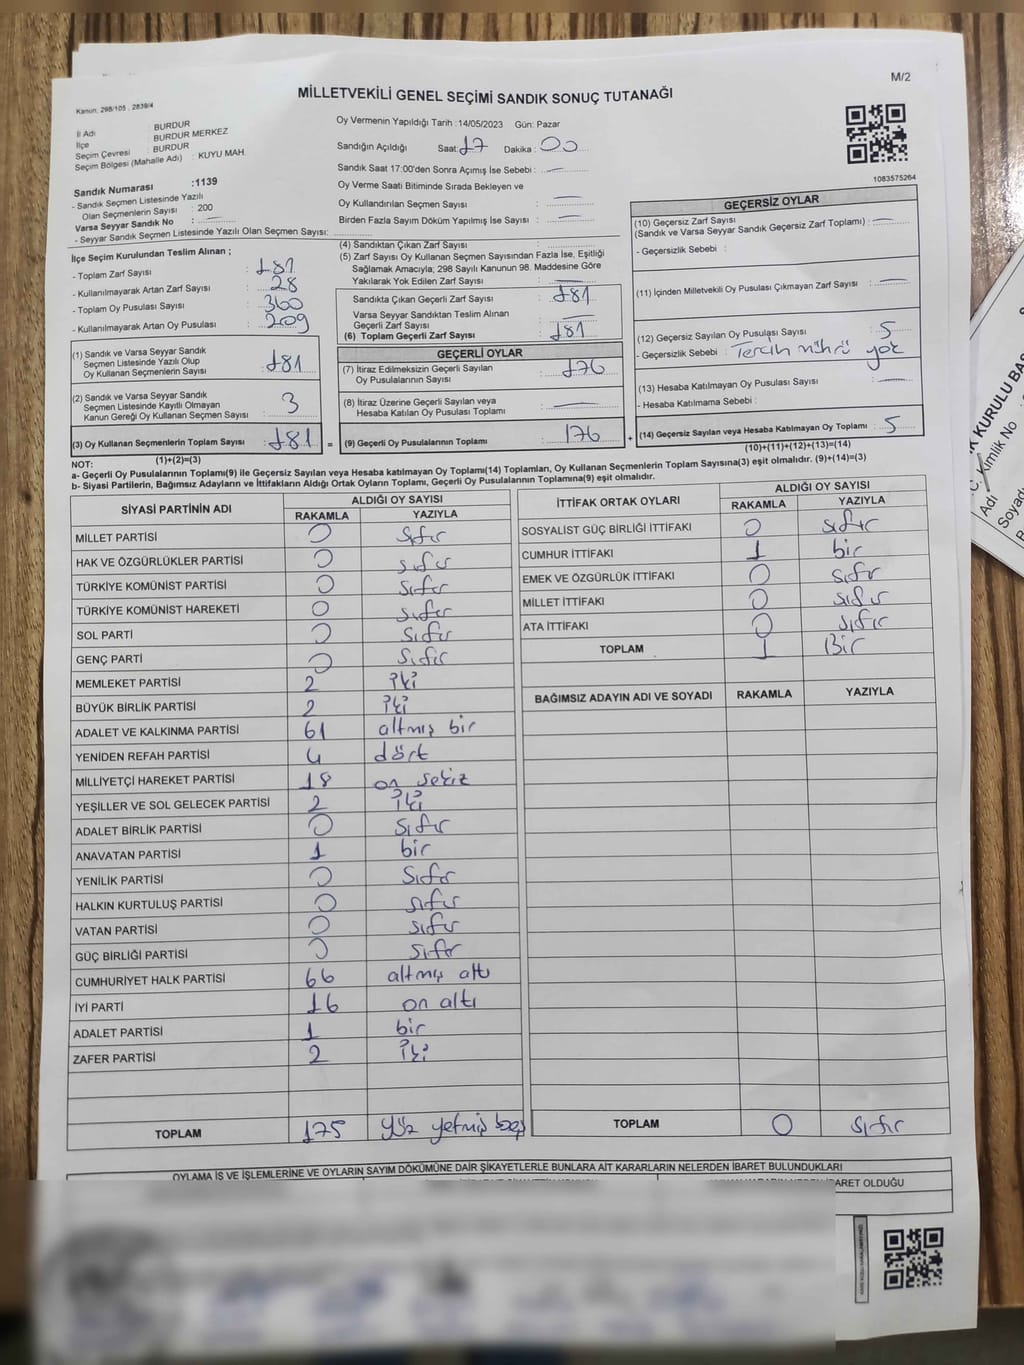 M/2
MİLLETVEKİLİ GENEL SEÇİMİ SANDIK SONUÇ TUTANAĞI
Kanun, 298/105 , 2839/4
İl Adı : BURDUR
İlçe : BURDUR MERKEZ
Seçim Çevresi : BURDUR
Seçim Bölgesi (Mahalle Adı) : KUYU MAH.
Oy Vermenin Yapıldığı Tarih :14/05/2023 Gün: Pazar
Sandığın Açıldığı Saat: 17 Dakika: 00
Sandık Saat 17:00'den Sonra Açımış İse Sebebi : —
Oy Verme Saati Bitiminde Sırada Bekleyen ve
Oy Kullandırılan Seçmen Sayısı : —
Birden Fazla Sayım Döküm Yapılmış İse Sayısı : —
1083575264
Sandık Numarası :1139
- Sandık Seçmen Listesinde Yazılı
Olan Seçmenlerin Sayısı : 200
Varsa Seyyar Sandık No : —
- Seyyar Sandık Seçmen Listesinde Yazılı Olan Seçmen Sayısı:
İlçe Seçim Kurulundan Teslim Alınan ;
- Toplam Zarf Sayısı : 181
- Kullanılmayarak Artan Zarf Sayısı : 28
- Toplam Oy Pusulası Sayısı : 360
- Kullanılmayarak Artan Oy Pusulası : 209
(4) Sandıktan Çıkan Zarf Sayısı :
(5) Zarf Sayısı Oy Kullanan Seçmen Sayısından Fazla İse, Eşitliği
Sağlamak Amacıyla; 298 Sayılı Kanunun 98. Maddesine Göre
Yakılarak Yok Edilen Zarf Sayısı : —
Sandıkta Çıkan Geçerli Zarf Sayısı : 181
Varsa Seyyar Sandıktan Teslim Alınan
Geçerli Zarf Sayısı : —
(6) Toplam Geçerli Zarf Sayısı : 181
GEÇERSİZ OYLAR
(10) Geçersiz Zarf Sayısı
(Sandık ve Varsa Seyyar Sandık Geçersiz Zarf Toplamı) : —
- Geçersizlik Sebebi :
(11) İçinden Milletvekili Oy Pusulası Çıkmayan Zarf Sayısı : —
(12) Geçersiz Sayılan Oy Pusulası Sayısı : 5
- Geçersizlik Sebebi : Tercih mührü yok
(13) Hesaba Katılmayan Oy Pusulası Sayısı : —
- Hesaba Katılmama Sebebi :
(14) Geçersiz Sayılan veya Hesaba Katılmayan Oy Toplamı : 5
(10)+(11)+(12)+(13)=(14)
(1) Sandık ve Varsa Seyyar Sandık
Seçmen Listesinde Yazılı Olup
Oy Kullanan Seçmenlerin Sayısı : 181
(2) Sandık ve Varsa Seyyar Sandık
Seçmen Listesinde Kayıtlı Olmayan
Kanun Gereği Oy Kullanan Seçmen Sayısı : 3
(3) Oy Kullanan Seçmenlerin Toplam Sayısı : 181 =
(1)+(2)=(3)
GEÇERLİ OYLAR
(7) İtiraz Edilmeksizin Geçerli Sayılan
Oy Pusulalarının Sayısı : 176
(8) İtiraz Üzerine Geçerli Sayılan veya
Hesaba Katılan Oy Pusulası Toplamı : —
(9) Geçerli Oy Pusulalarının Toplamı : 176 +
NOT:
a- Geçerli Oy Pusulalarının Toplamı(9) ile Geçersiz Sayılan veya Hesaba katılmayan Oy Toplamı(14) Toplamları, Oy Kullanan Seçmenlerin Toplam Sayısına(3) eşit olmalıdır. (9)+(14)=(3)
b- Siyasi Partilerin, Bağımsız Adayların ve İttifakların Aldığı Ortak Oyların Toplamı, Geçerli Oy Pusulalarının Toplamına(9) eşit olmalıdır.
SİYASİ PARTİNİN ADI ALDIĞI OY SAYISI
RAKAMLA YAZIYLA
MİLLET PARTİSİ 0 sıfır
HAK VE ÖZGÜRLÜKLER PARTİSİ 0 sıfır
TÜRKİYE KOMÜNİST PARTİSİ 0 sıfır
TÜRKİYE KOMÜNİST HAREKETİ 0 sıfır
SOL PARTİ 0 sıfır
GENÇ PARTİ 0 sıfır
MEMLEKET PARTİSİ 2 iki
BÜYÜK BİRLİK PARTİSİ 2 iki
ADALET VE KALKINMA PARTİSİ 61 altmış bir
YENİDEN REFAH PARTİSİ 4 dört
MİLLİYETÇİ HAREKET PARTİSİ 18 on sekiz
YEŞİLLER VE SOL GELECEK PARTİSİ 2 iki
ADALET BİRLİK PARTİSİ 0 sıfır
ANAVATAN PARTİSİ 1 bir
YENİLİK PARTİSİ 0 sıfır
HALKIN KURTULUŞ PARTİSİ 0 sıfır
VATAN PARTİSİ 0 sıfır
GÜÇ BİRLİĞİ PARTİSİ 0 sıfır
CUMHURİYET HALK PARTİSİ 66 altmış altı
İYİ PARTİ 16 on altı
ADALET PARTİSİ 1 bir
ZAFER PARTİSİ 2 iki
TOPLAM 175 yüz yetmiş beş
İTTİFAK ORTAK OYLARI ALDIĞI OY SAYISI
RAKAMLA YAZIYLA
SOSYALİST GÜÇ BİRLİĞİ İTTİFAKI 0 sıfır
CUMHUR İTTİFAKI 1 bir
EMEK VE ÖZGÜRLÜK İTTİFAKI 0 sıfır
MİLLET İTTİFAKI 0 sıfır
ATA İTTİFAKI 0 sıfır
TOPLAM 1 Bir
BAĞIMSIZ ADAYIN ADI VE SOYADI RAKAMLA YAZIYLA
TOPLAM 0 sıfır
OYLAMA İŞ VE İŞLEMLERİNE VE OYLARIN SAYIM DÖKÜMÜNE DAİR ŞİKAYETLERLE BUNLARA AİT KARARLARIN NELERDEN İBARET BULUNDUKLARI
İBARET OLDUĞU
KURULU BA
Kimlik No
Adı
Soyadı